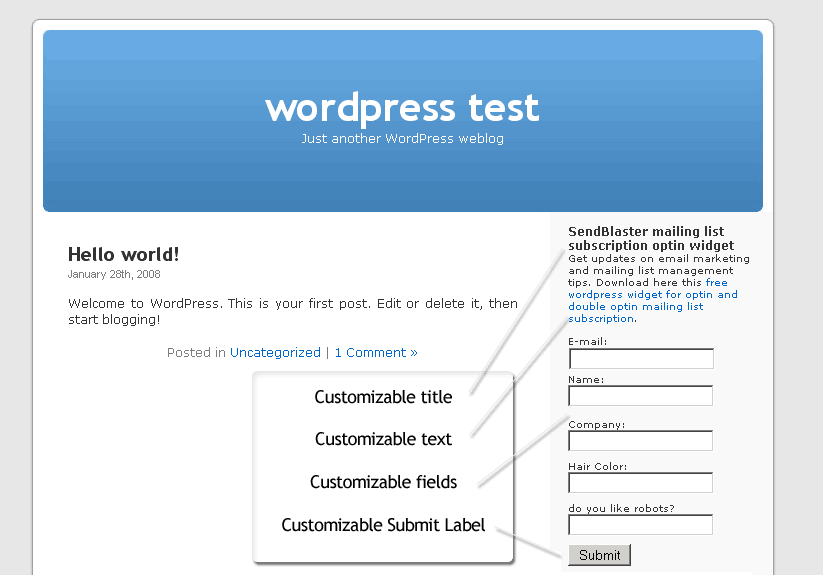 wordpress test
Just another WordPress weblog
Hello world!
January 28th, 2008
Welcome to WordPress. This is your first post. Edit or delete it, then
start blogging!
Posted in Uncategorized | 1 Comment »
Customizable title
Customizable text
Customizable fields
Customizable Submit Label
SendBlaster mailing list
subscription optin widget
Get updates on email marketing
and mailing list management
tips. Download here this free
wordpress widget for optin and
double optin mailing list
subscription.
E-mail:
Name:
Company:
Hair Color:
do you like robots?
Submit